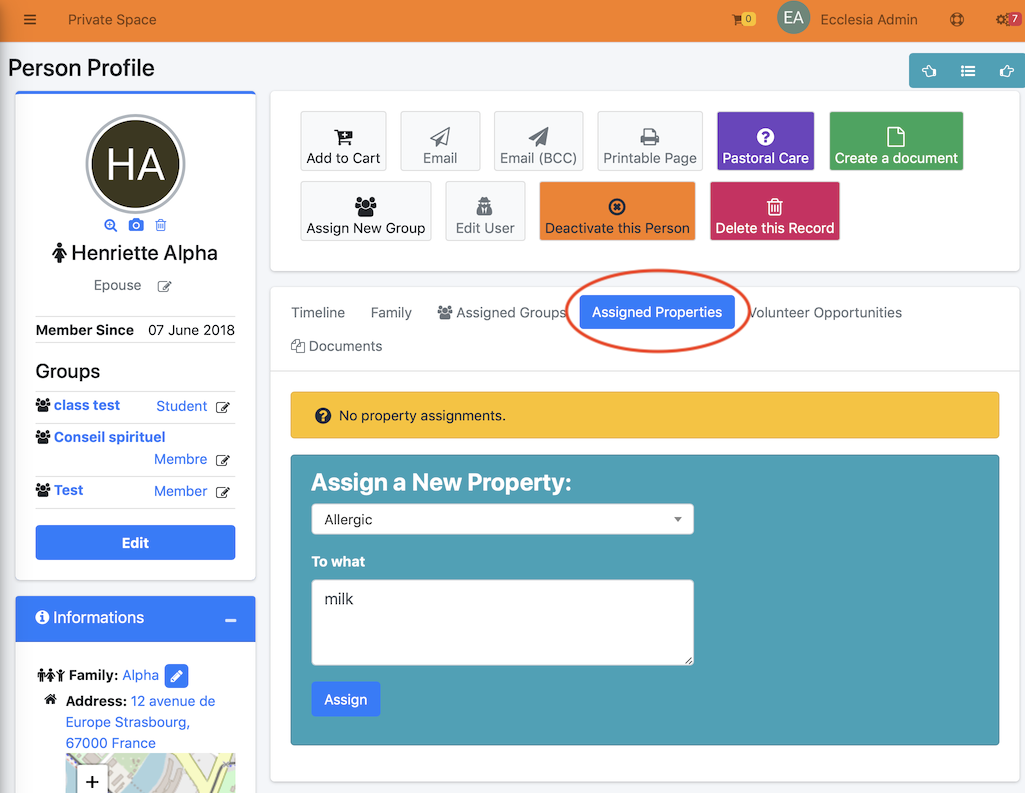 Private Space
0
EA
Ecclesia Admin
7
Person Profile
HA
Henriette Alpha
Epouse
Member Since 07 June 2018
Groups
class test Student
Conseil spirituel
Membre
Test Member
Edit
Informations
Family: Alpha
Address: 12 avenue de
Europe Strasbourg,
67000 France
+
Add to Cart
Email
Email (BCC)
Printable Page
Pastoral Care
Create a document
Assign New Group
Edit User
Deactivate this Person
Delete this Record
Timeline
Family
Assigned Groups
Assigned Properties
Volunteer Opportunities
Documents
No property assignments.
Assign a New Property:
Allergic
To what
milk
Assign